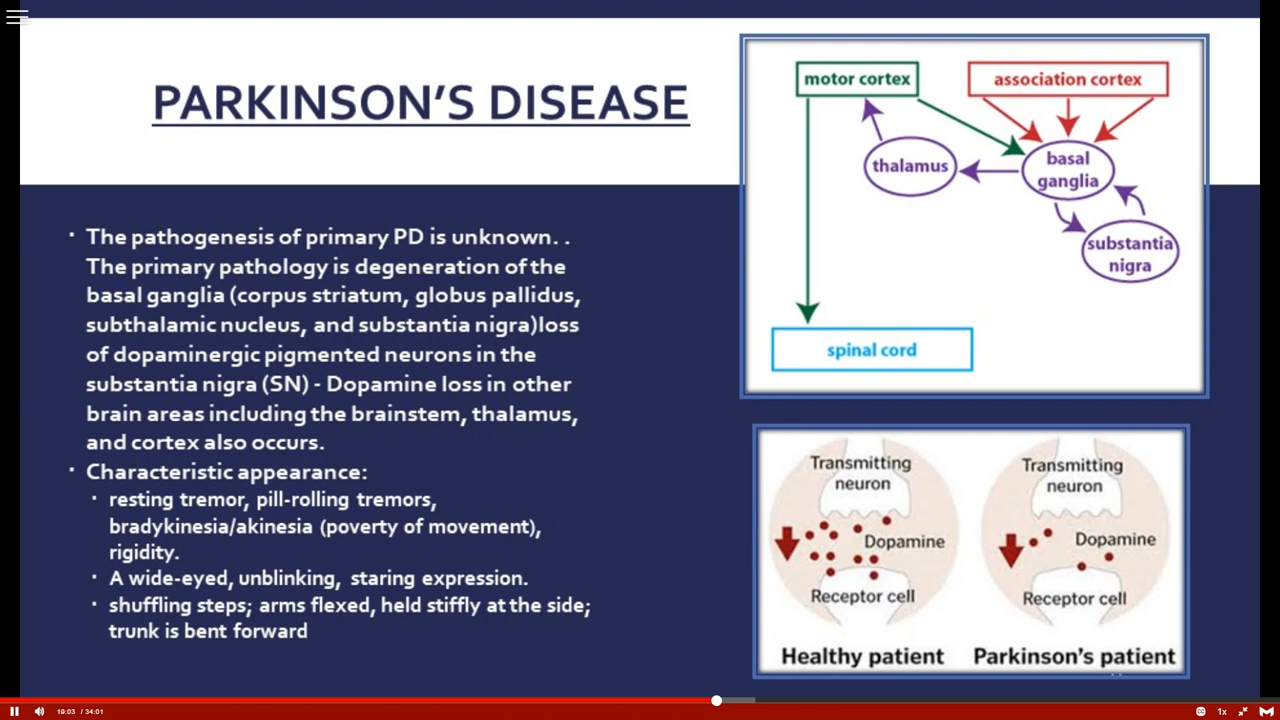 PARKINSON'S DISEASE
• The pathogenesis of primary PD is unknown. .
The primary pathology is degeneration of the
basal ganglia (corpus striatum, globus pallidus,
subthalamic nucleus, and substantia nigra)loss
of dopaminergic pigmented neurons in the
substantia nigra (SN) - Dopamine loss in other
brain areas including the brainstem, thalamus,
and cortex also occurs.
• Characteristic appearance:
• resting tremor, pill-rolling tremors,
bradykinesia/akinesia (poverty of movement),
rigidity.
• A wide-eyed, unblinking, staring expression.
• shuffling steps; arms flexed, held stiffly at the side;
trunk is bent forward
motor cortex
association cortex
thalamus
basal
ganglia
substantia
nigra
spinal cord
Transmitting
neuron
Dopamine
Receptor cell
Healthy patient
Transmitting
neuron
Dopamine
Receptor cell
Parkinson's patient
19:03 / 34:01
1x